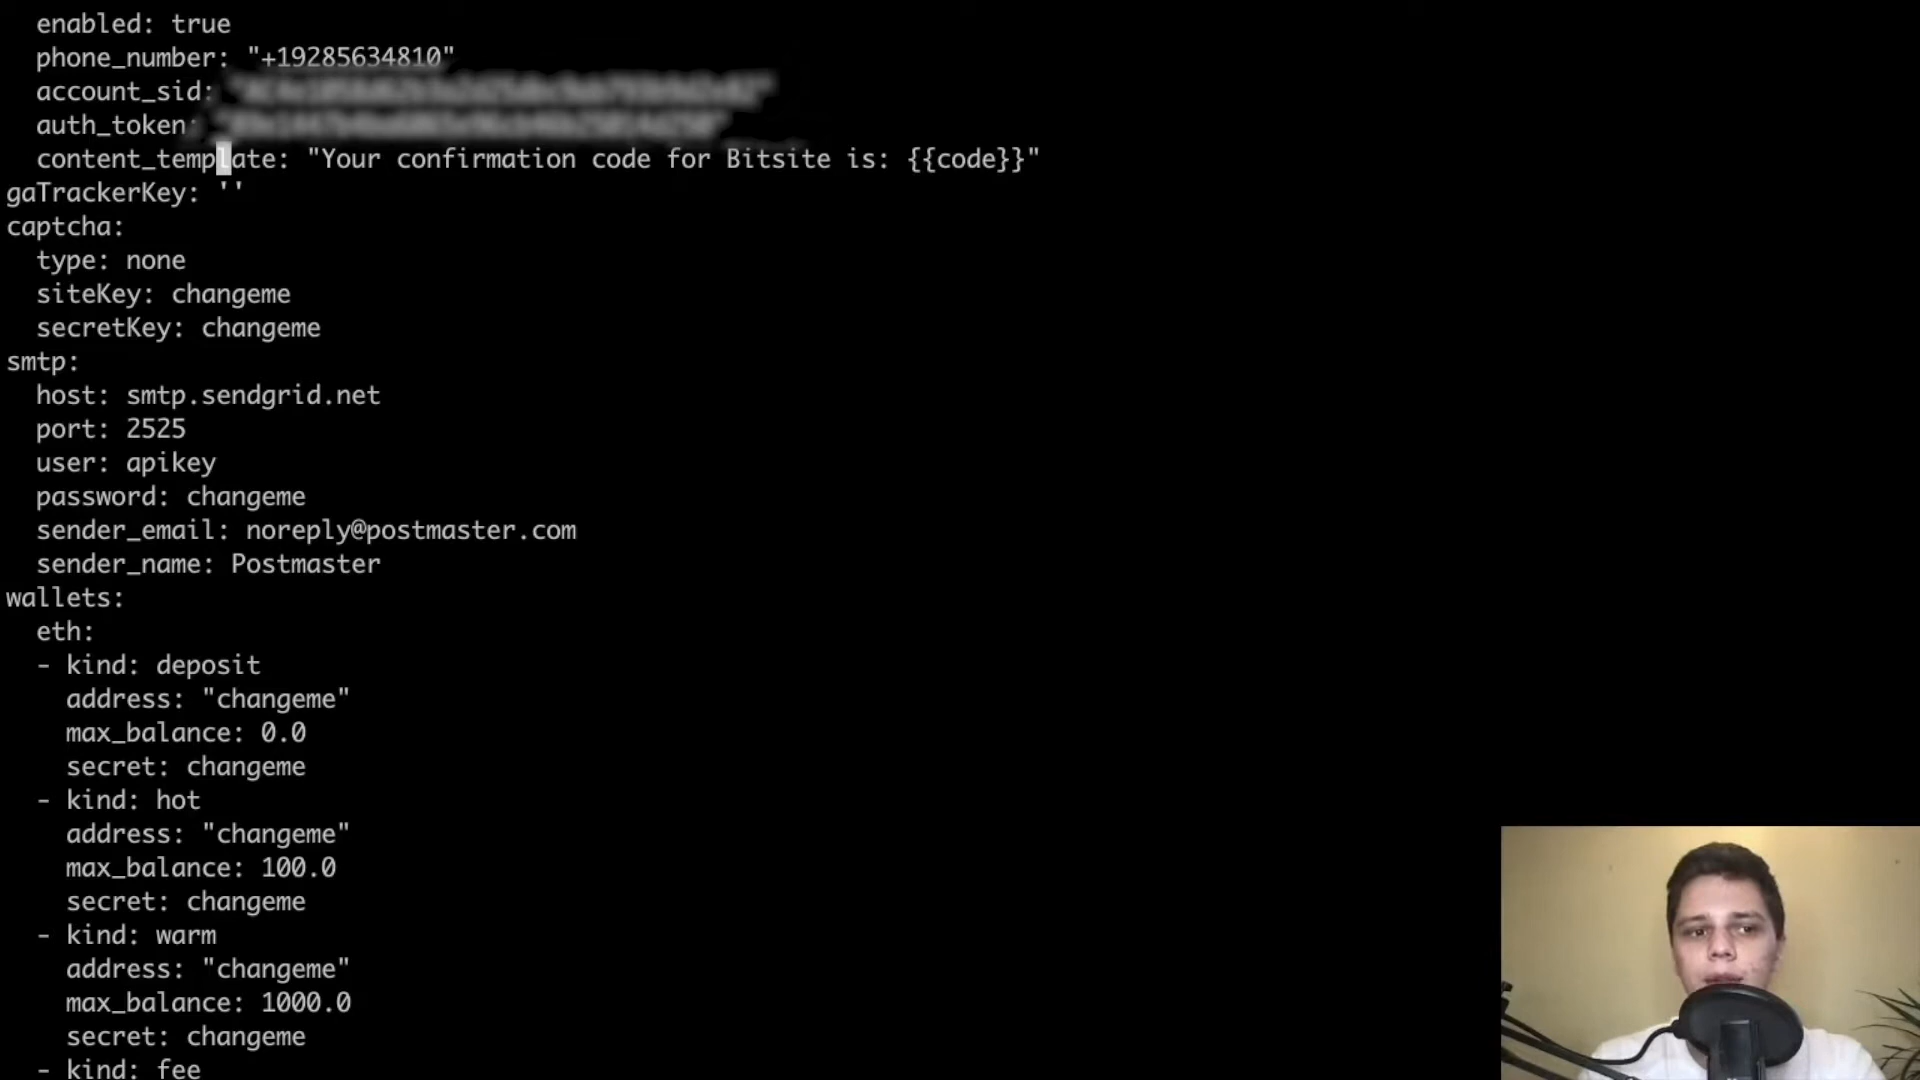 enabled: true
phone_number: "+19285634810"
account_sid:
auth_token:
content_template: "Your confirmation code for Bitsite is: {{code}}"
gaTrackerKey: ''
captcha:
type: none
siteKey: changeme
secretKey: changeme
smtp:
host: smtp.sendgrid.net
port: 2525
user: apikey
password: changeme
sender_email: noreply@postmaster.com
sender_name: Postmaster
wallets:
eth:
- kind: deposit
address: "changeme"
max_balance: 0.0
secret: changeme
- kind: hot
address: "changeme"
max_balance: 100.0
secret: changeme
- kind: warm
address: "changeme"
max_balance: 1000.0
secret: changeme
- kind: fee